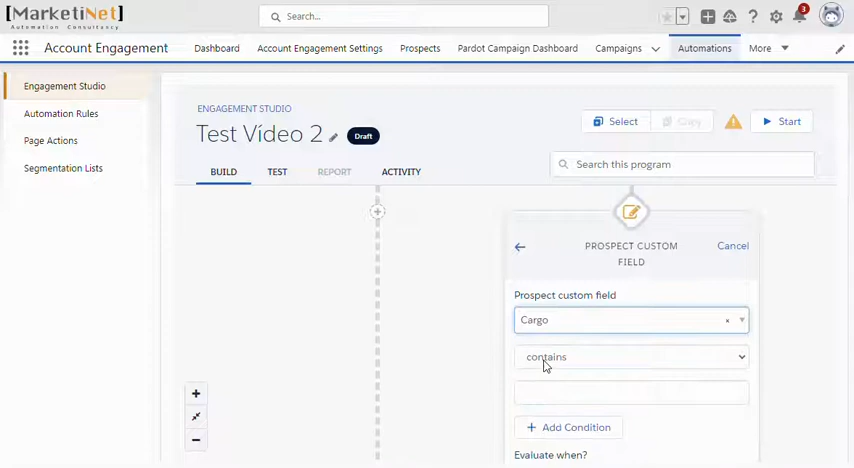 [MarketiNet]
Automation Consultancy
Search...
3
Account Engagement
Dashboard
Account Engagement Settings
Prospects
Pardot Campaign Dashboard
Campaigns
Automations
More
Engagement Studio
Automation Rules
Page Actions
Segmentation Lists
ENGAGEMENT STUDIO
Test Vídeo 2
Draft
Select
Copy
Start
BUILD
TEST
REPORT
ACTIVITY
Search this program
PROSPECT CUSTOM
FIELD
Cancel
Prospect custom field
Cargo
contains
+ Add Condition
Evaluate when?